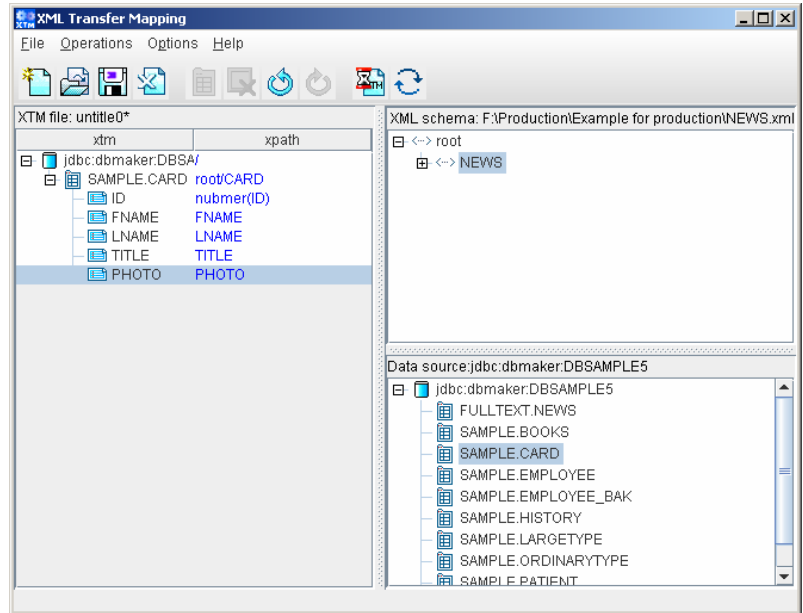 XML Transfer Mapping
File Operations Options Help
XTM file: untitle0*
xtm xpath
jdbc:dbmaker:DBSA/
SAMPLE.CARD root/CARD
ID nubmer(ID)
FNAME FNAME
LNAME LNAME
TITLE TITLE
PHOTO PHOTO
XML schema: F:\Production\Example for production\NEWS.xml
<··> root
<··> NEWS
Data source:jdbc:dbmaker:DBSAMPLE5
jdbc:dbmaker:DBSAMPLE5
FULLTEXT.NEWS
SAMPLE.BOOKS
SAMPLE.CARD
SAMPLE.EMPLOYEE
SAMPLE.EMPLOYEE_BAK
SAMPLE.HISTORY
SAMPLE.LARGETYPE
SAMPLE.ORDINARYTYPE
SAMPLE.PATIENT